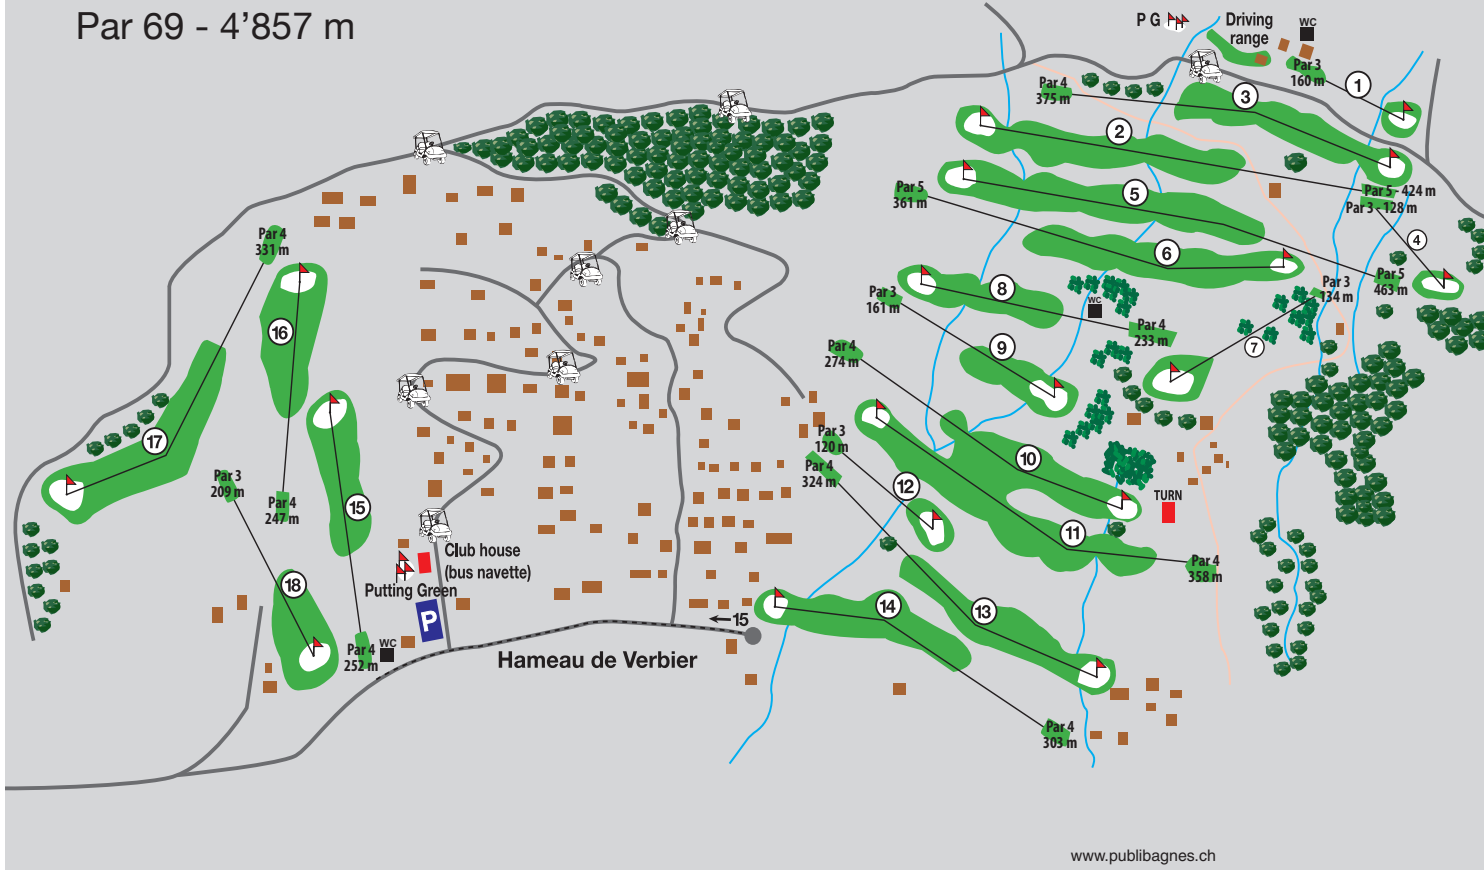 Par 69 - 4’857 m
P G
Driving
range
WC
Par 3
160 m
1
Par 4
375 m
3
2
Par 5 - 424 m
Par 3 - 128 m
4
Par 5
361 m
5
6
Par 5
463 m
Par 3
134 m
7
Par 3
161 m
8
WC
Par 4
233 m
9
Par 4
274 m
10
Par 3
120 m
Par 4
324 m
12
TURN
11
Par 4
358 m
13
14
Par 4
303 m
Par 4
331 m
16
17
Par 3
209 m
Par 4
247 m
15
18
Par 4
252 m
WC
Club house
(bus navette)
Putting Green
P
←15
Hameau de Verbier
www.publibagnes.ch